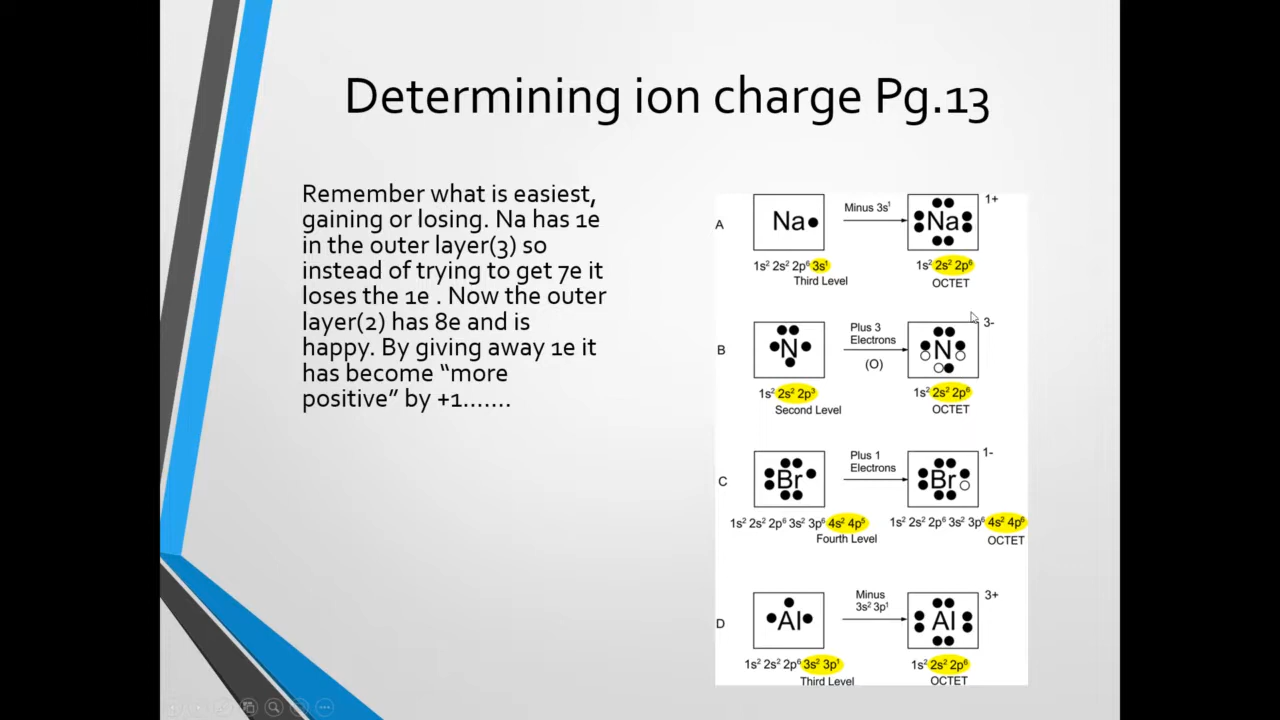 Determining ion charge Pg.13
Remember what is easiest,
gaining or losing. Na has 1e
in the outer layer(3) so
instead of trying to get 7e it
loses the 1e . Now the outer
layer(2) has 8e and is
happy. By giving away 1e it
has become “more
positive” by +1…….
A
Na
Minus 3s¹
Na
1+
1s² 2s² 2p⁶ 3s¹
Third Level
1s² 2s² 2p⁶
OCTET
B
N
Plus 3
Electrons
(O)
N
3-
1s² 2s² 2p³
Second Level
1s² 2s² 2p⁶
OCTET
C
Br
Plus 1
Electrons
Br
1-
1s² 2s² 2p⁶ 3s² 3p⁶ 4s² 4p⁵
Fourth Level
1s² 2s² 2p⁶ 3s² 3p⁶ 4s² 4p⁶
OCTET
D
Al
Minus
3s² 3p¹
Al
3+
1s² 2s² 2p⁶ 3s² 3p¹
Third Level
1s² 2s² 2p⁶
OCTET